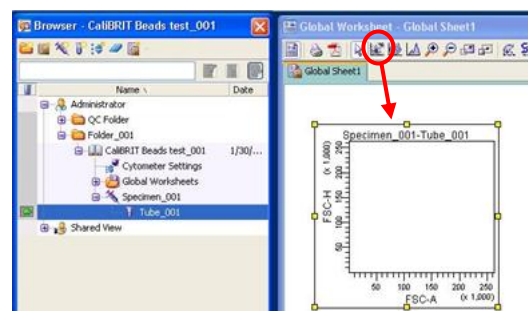 Browser - CaliBRIT Beads test_001
Name
Date
Administrator
QC Folder
Folder_001
CaliBRIT Beads test_001
1/30/...
Cytometer Settings
Global Worksheets
Specimen_001
Tube_001
Shared View
Global Worksheet - Global Sheet1
Global Sheet1
Specimen_001-Tube_001
(x 1,000)
FSC-H
50 100 150 200 250
50 100 150 200 250
FSC-A
(x 1,000)